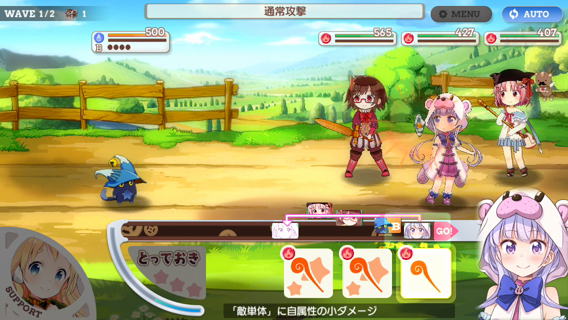 WAVE 1/2 1
通常攻撃
MENU
AUTO
500
B
565
427
407
B
GO!
とっておき
SUPPORT
「敵単体」に自属性の小ダメージ